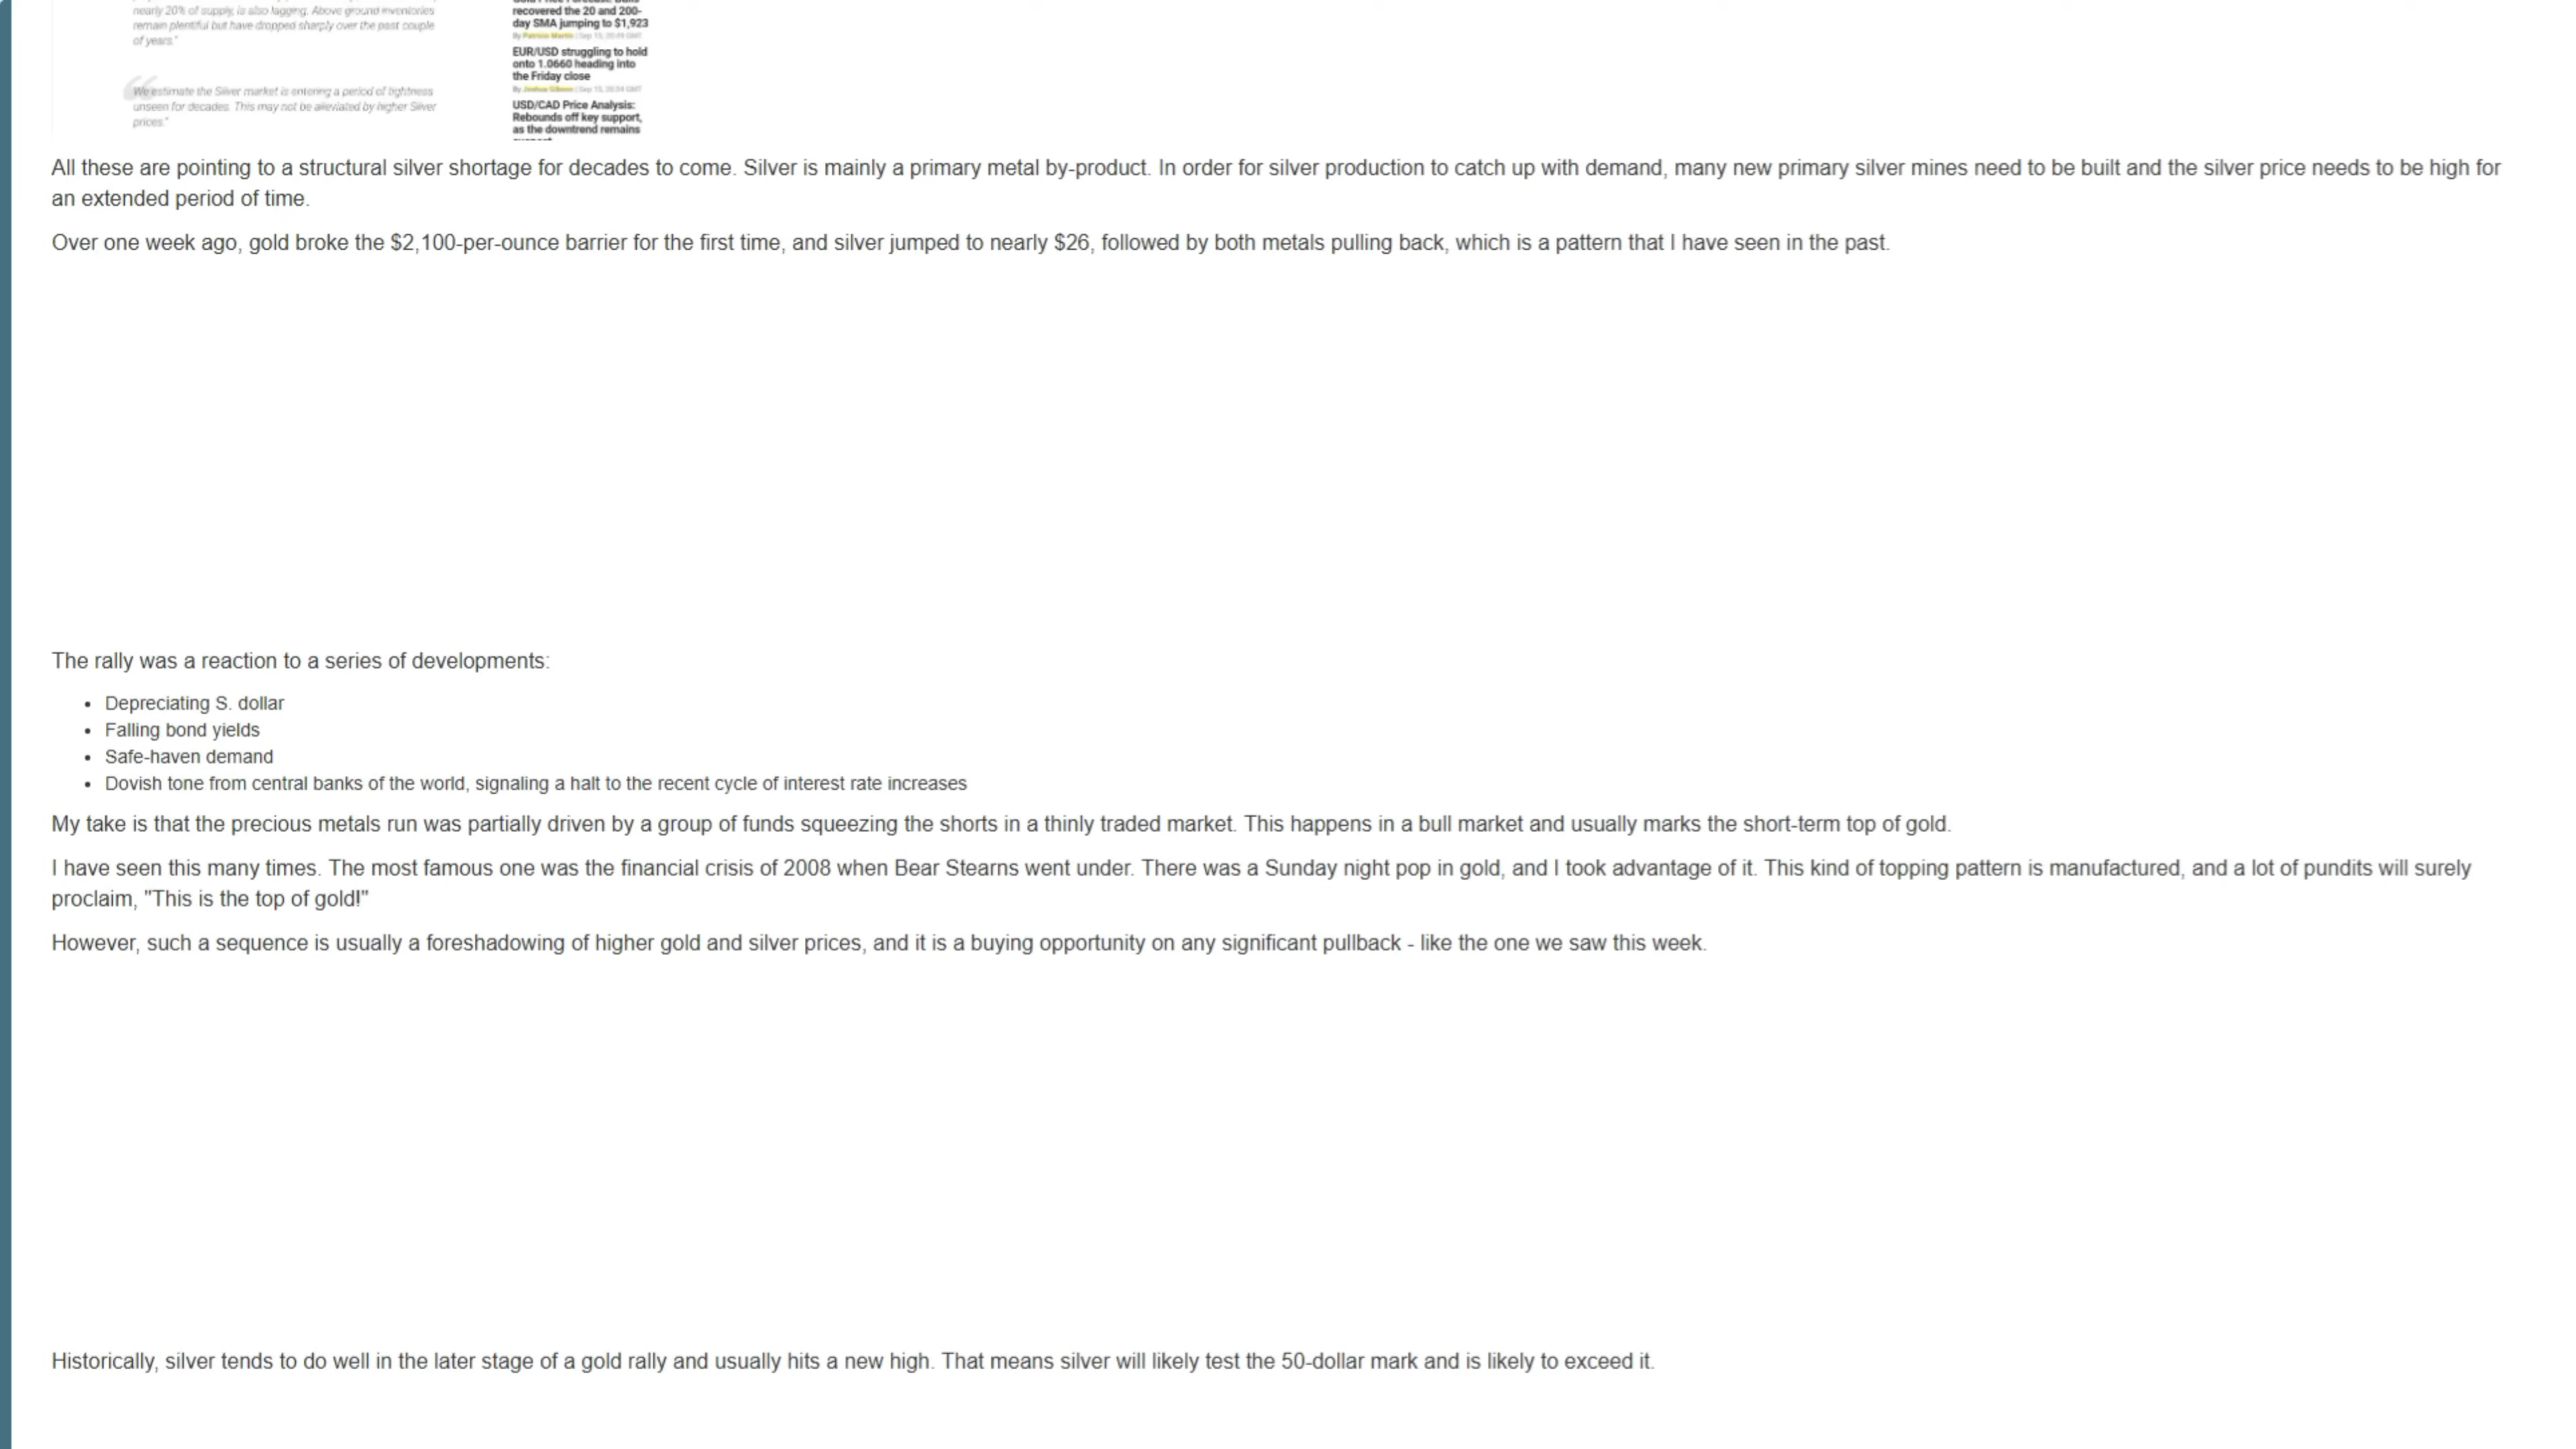 nearly 20% of supply, is also lagging. Above ground inventories
remain plentiful but have dropped sharply over the past couple
of years."
We estimate the Silver market is entering a period of tightness
unseen for decades. This may not be alleviated by higher Silver
prices."
recovered the 20 and 200-
day SMA jumping to $1,923
By Patricio Martin | Sep 15, 20:49 GMT
EUR/USD struggling to hold
onto 1.0660 heading into
the Friday close
By Joshua Gibson | Sep 15, 20:34 GMT
USD/CAD Price Analysis:
Rebounds off key support,
as the downtrend remains
All these are pointing to a structural silver shortage for decades to come. Silver is mainly a primary metal by-product. In order for silver production to catch up with demand, many new primary silver mines need to be built and the silver price needs to be high for
an extended period of time.
Over one week ago, gold broke the $2,100-per-ounce barrier for the first time, and silver jumped to nearly $26, followed by both metals pulling back, which is a pattern that I have seen in the past.
The rally was a reaction to a series of developments:
• Depreciating S. dollar
• Falling bond yields
• Safe-haven demand
• Dovish tone from central banks of the world, signaling a halt to the recent cycle of interest rate increases
My take is that the precious metals run was partially driven by a group of funds squeezing the shorts in a thinly traded market. This happens in a bull market and usually marks the short-term top of gold.
I have seen this many times. The most famous one was the financial crisis of 2008 when Bear Stearns went under. There was a Sunday night pop in gold, and I took advantage of it. This kind of topping pattern is manufactured, and a lot of pundits will surely
proclaim, "This is the top of gold!"
However, such a sequence is usually a foreshadowing of higher gold and silver prices, and it is a buying opportunity on any significant pullback - like the one we saw this week.
Historically, silver tends to do well in the later stage of a gold rally and usually hits a new high. That means silver will likely test the 50-dollar mark and is likely to exceed it.